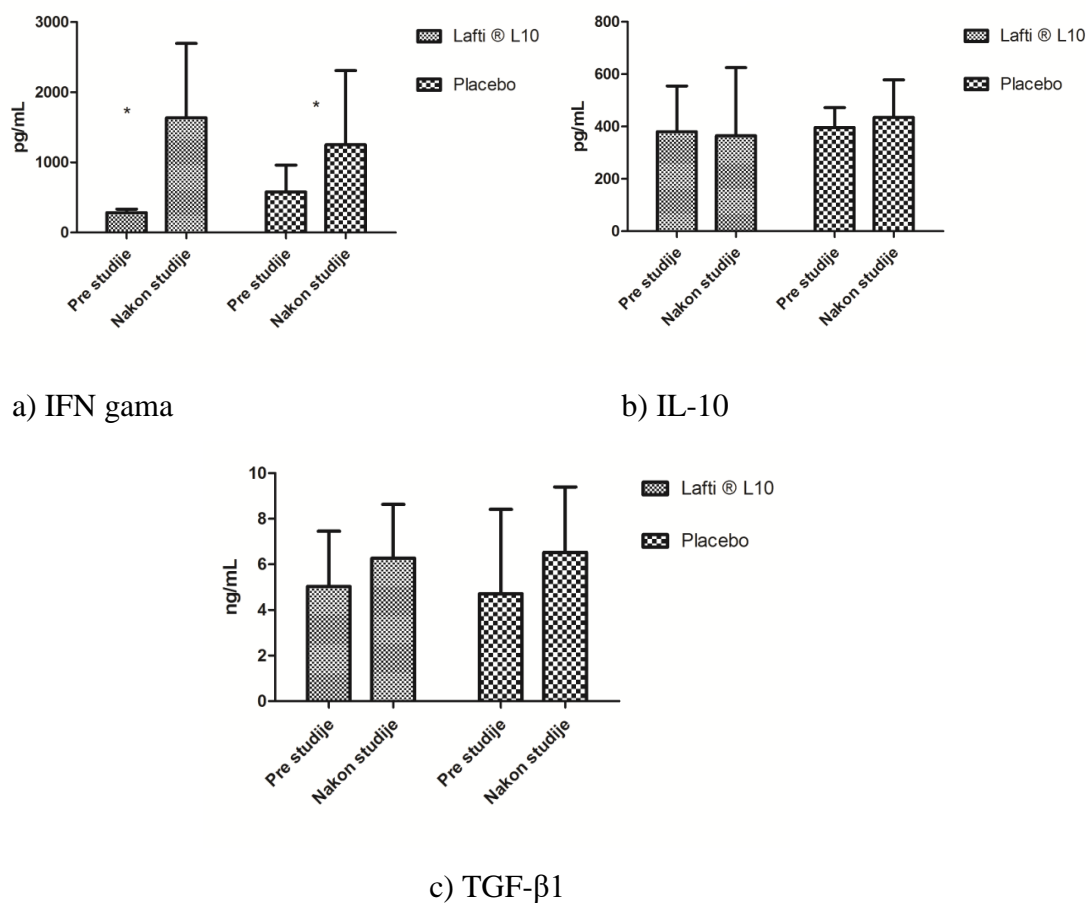 3000
2000
1000
0
pg/mL
*
*
Pre studije
Nakon studije
Pre studije
Nakon studije
Lafti ® L10
Placebo
a) IFN gama
800
600
400
200
0
pg/mL
Pre studije
Nakon studije
Pre studije
Nakon studije
Lafti ® L10
Placebo
b) IL-10
10
8
6
4
2
0
ng/mL
Pre studije
Nakon studije
Pre studije
Nakon studije
Lafti ® L10
Placebo
c) TGF-β1